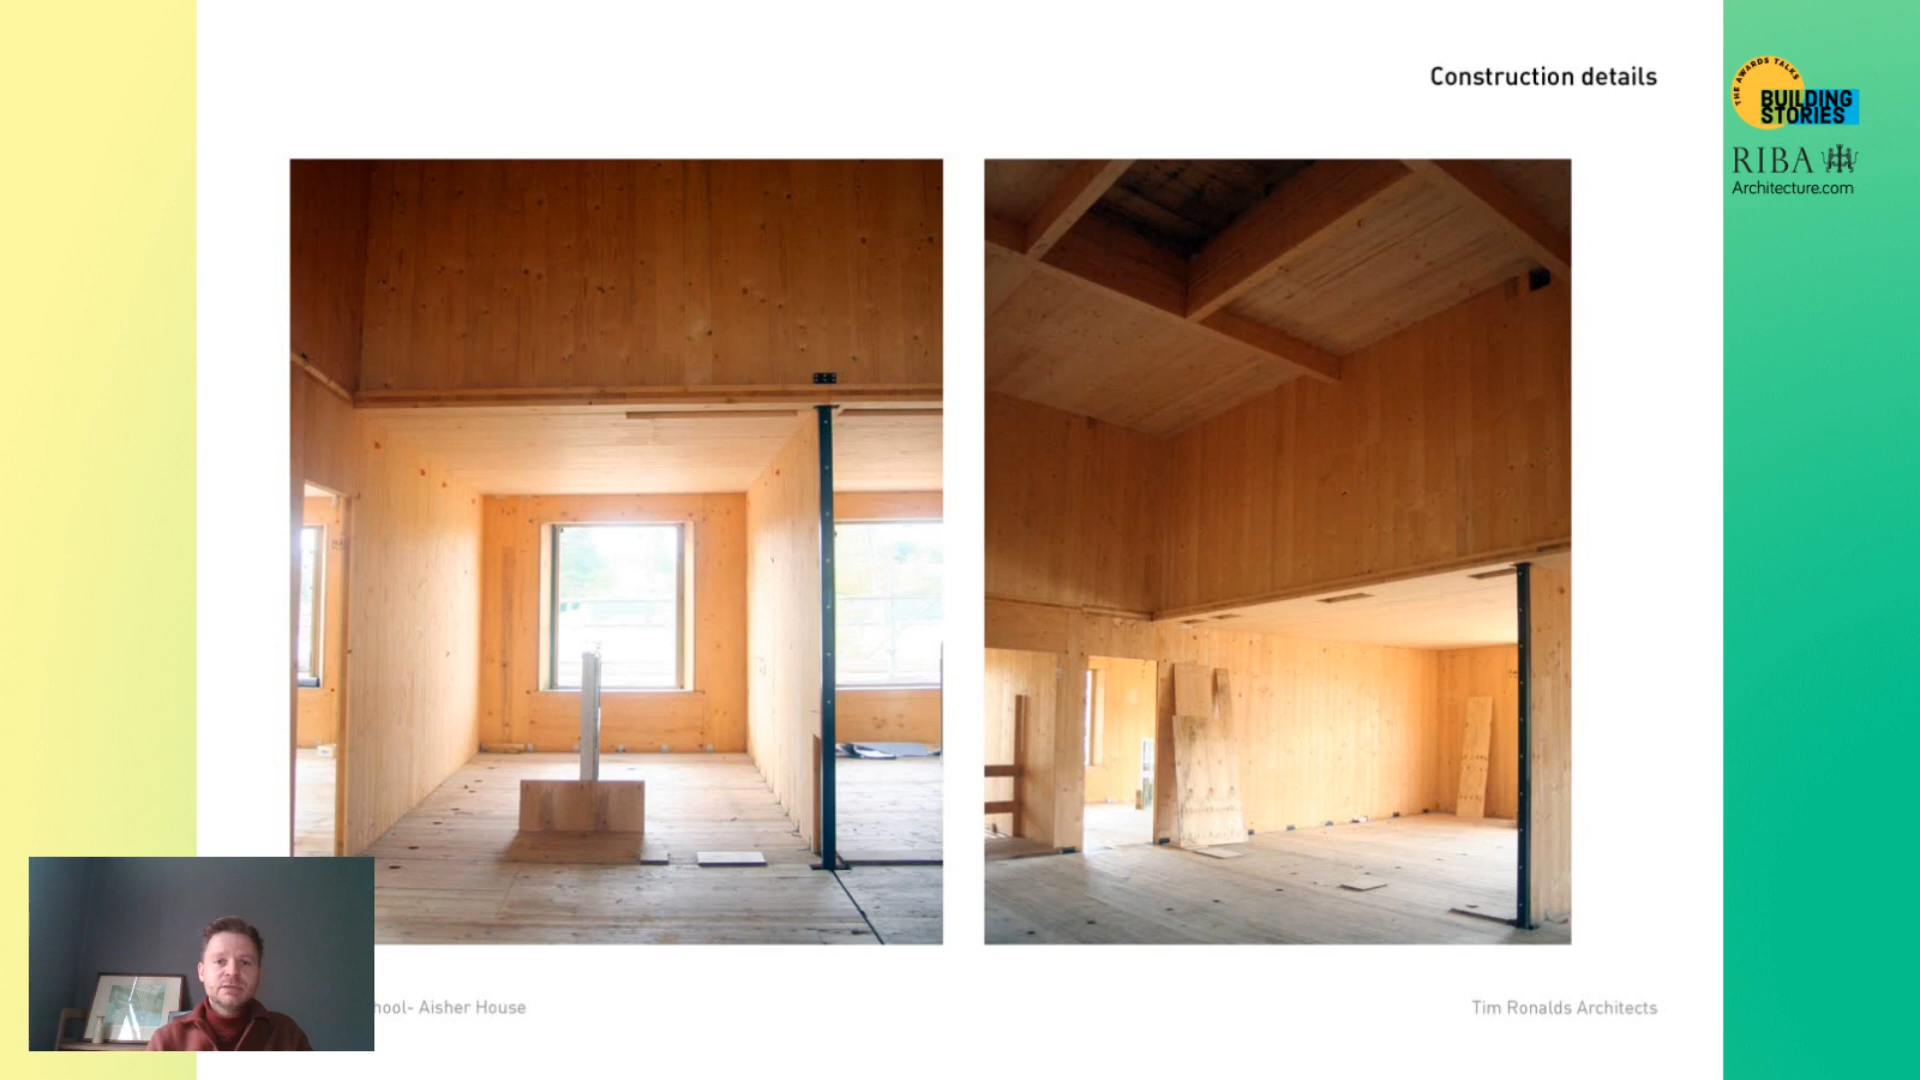 Construction details
THE AWARDS TALKS
BUILDING
STORIES
RIBA
Architecture.com
hool- Aisher House
Tim Ronalds Architects